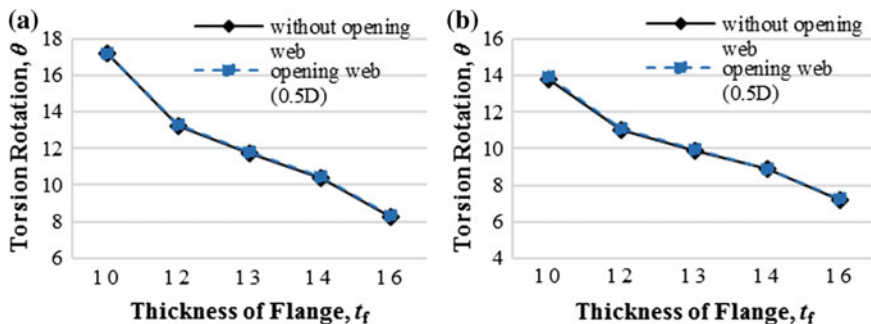 (a)
Torsion Rotation, θ
18
16
14
12
10
8
6
without opening
web
opening web
(0.5D)
10 12 13 14 16
Thickness of Flange, tf
(b)
Torsion Rotation, θ
16
14
12
10
8
6
4
without opening
web
opening web
(0.5D)
10 12 13 14 16
Thickness of Flange, tf